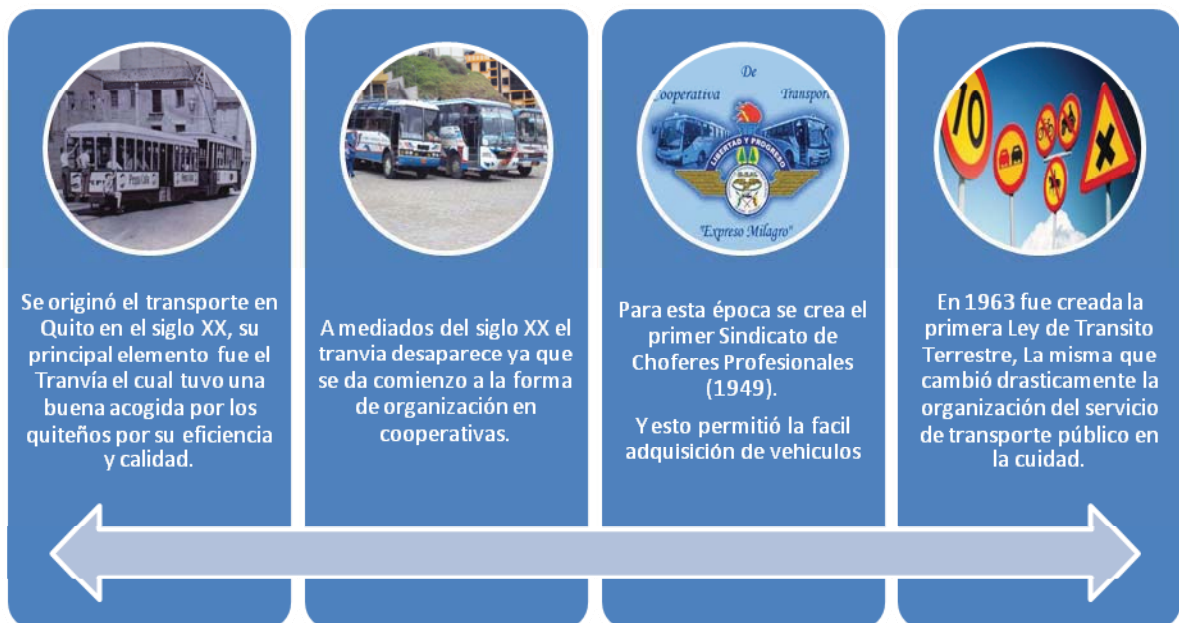 Se originó el transporte en
Quito en el siglo XX, su
principal elemento fue el
Tranvía el cual tuvo una
buena acogida por los
quiteños por su eficiencia
y calidad.
A mediados del siglo XX el
tranvia desaparece ya que
se da comienzo a la forma
de organización en
cooperativas.
De
Cooperativa Transpor
LIBERTAD Y PROGRESO
"Expreso Milagro"
Para esta época se crea el
primer Sindicato de
Choferes Profesionales
(1949).
Y esto permitió la facil
adquisición de vehiculos
10
En 1963 fue creada la
primera Ley de Transito
Terrestre, La misma que
cambió drasticamente la
organización del servicio
de transporte público en
la cuidad.